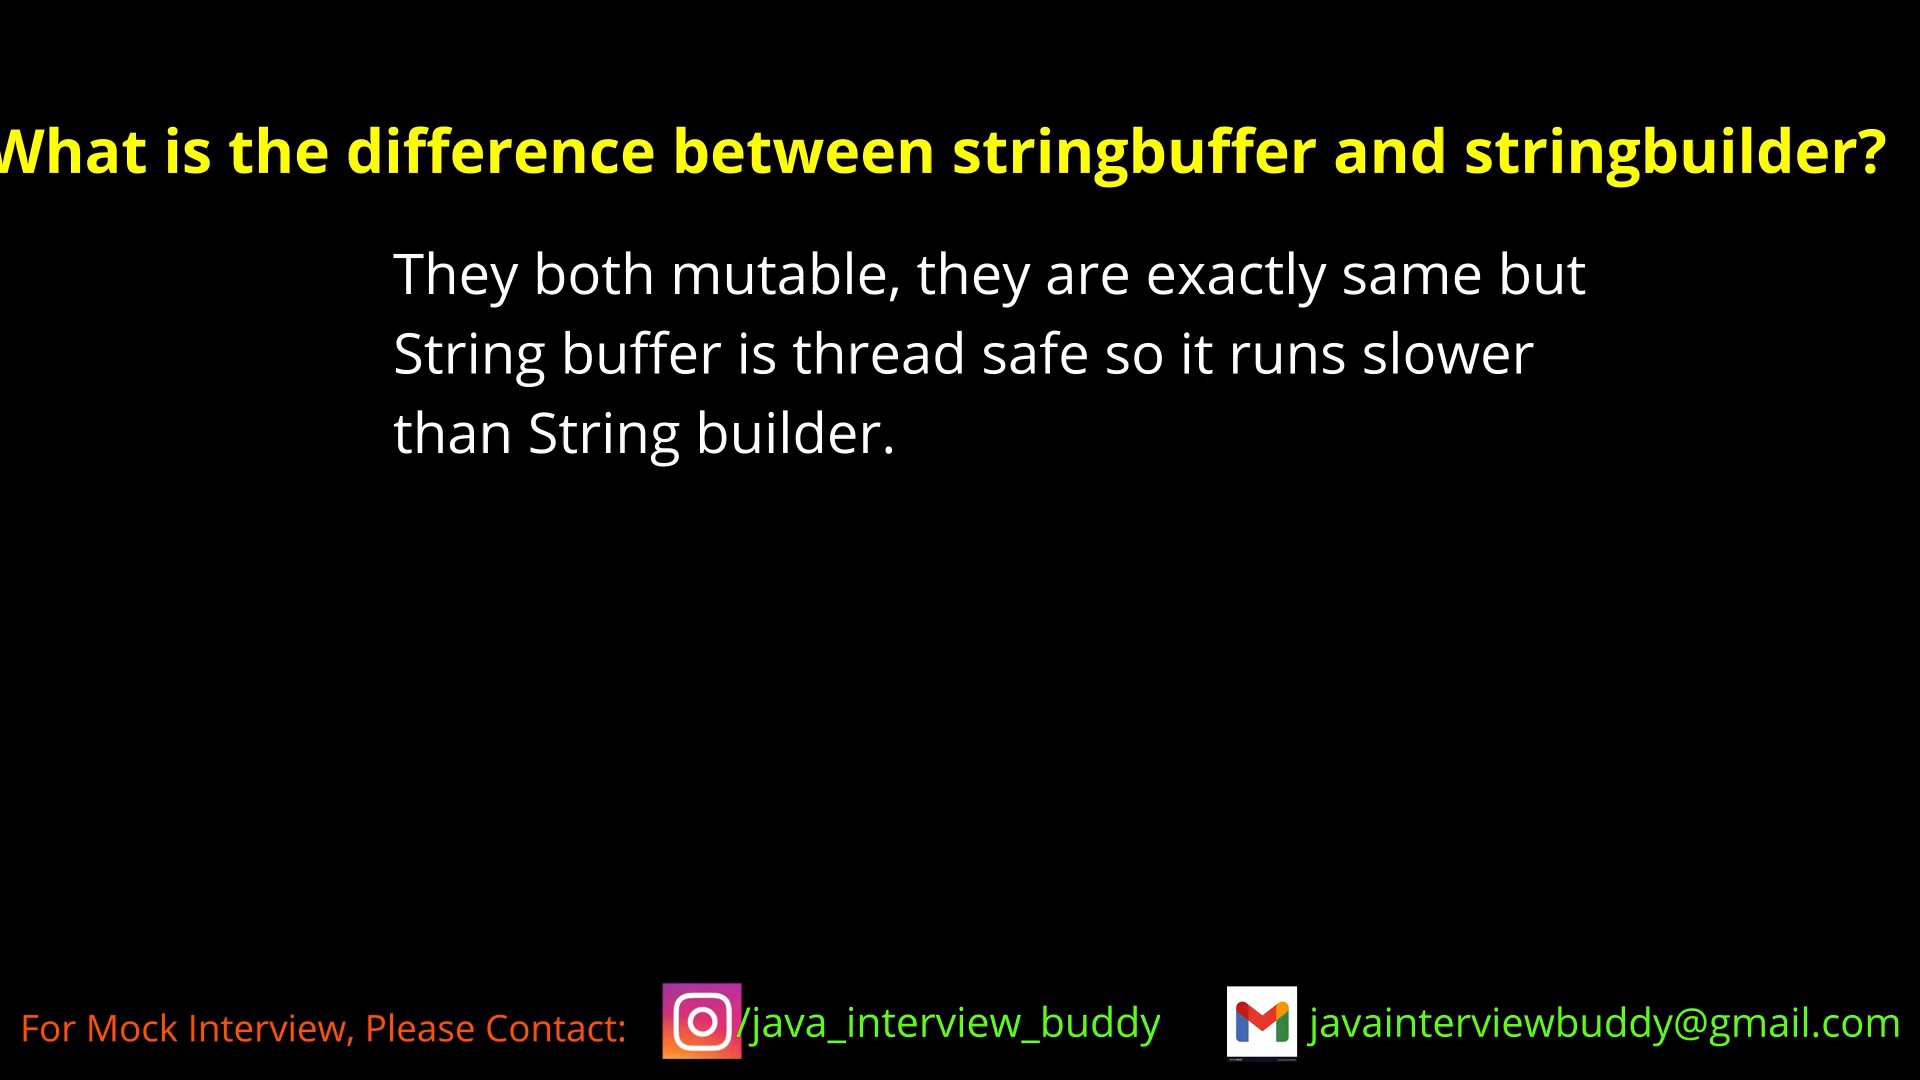 What is the difference between stringbuffer and stringbuilder?
They both mutable, they are exactly same but
String buffer is thread safe so it runs slower
than String builder.
For Mock Interview, Please Contact: /java_interview_buddy javainterviewbuddy@gmail.com